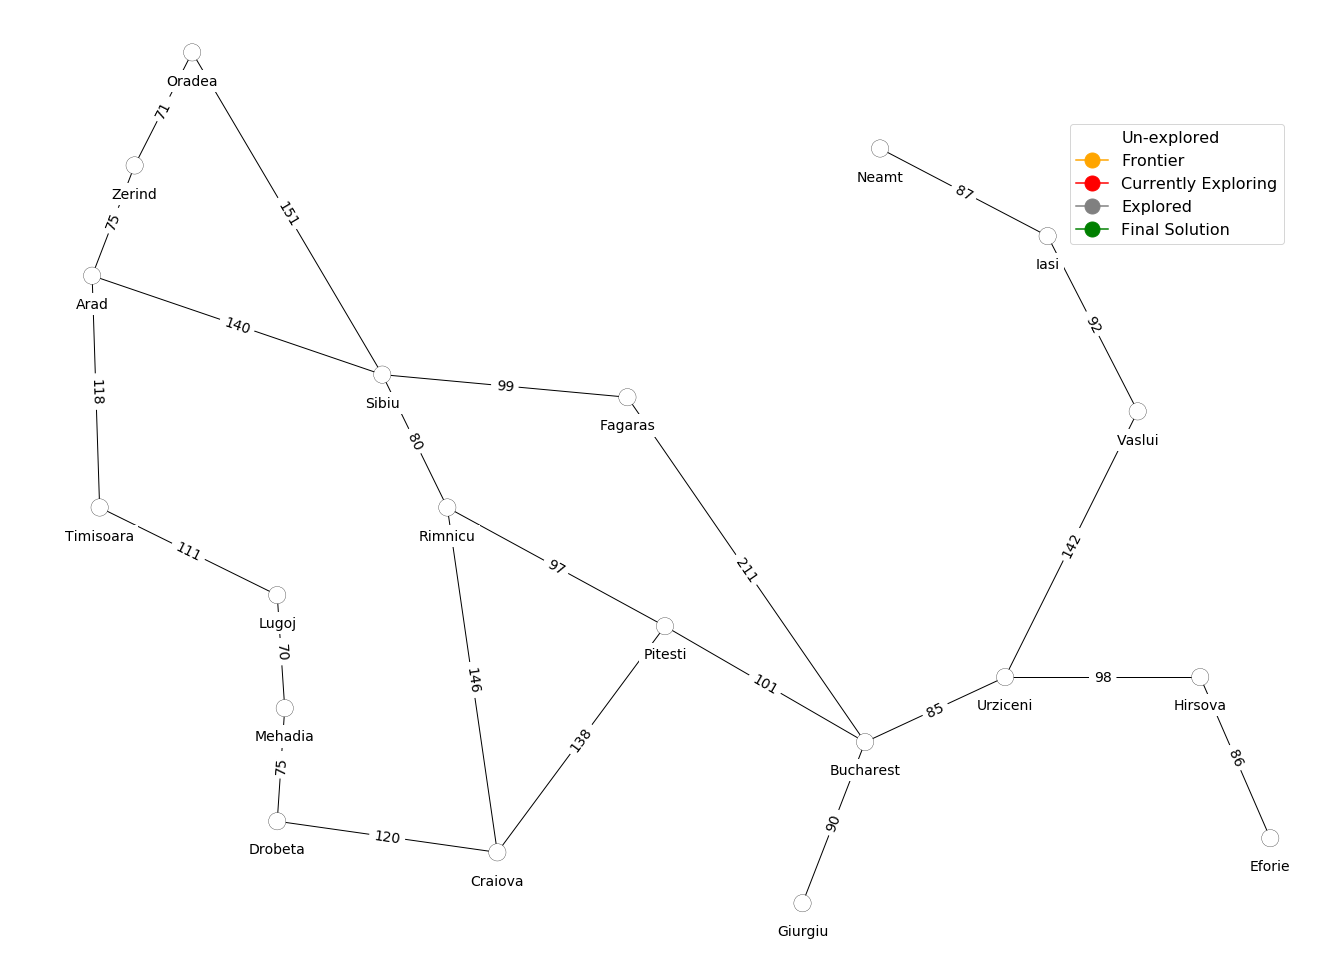 Oradea
71
Zerind
75
Arad
151
140
118
Sibiu
99
Fagaras
80
Timisoara
111
Rimnicu
97
211
Lugoj
70
146
Pitesti
101
Mehadia
75
138
Drobeta
120
Craiova
Neamt
87
Iasi
92
Vaslui
142
Urziceni
98
Hirsova
85
Bucharest
86
90
Eforie
Giurgiu
Un-explored
Frontier
Currently Exploring
Explored
Final Solution